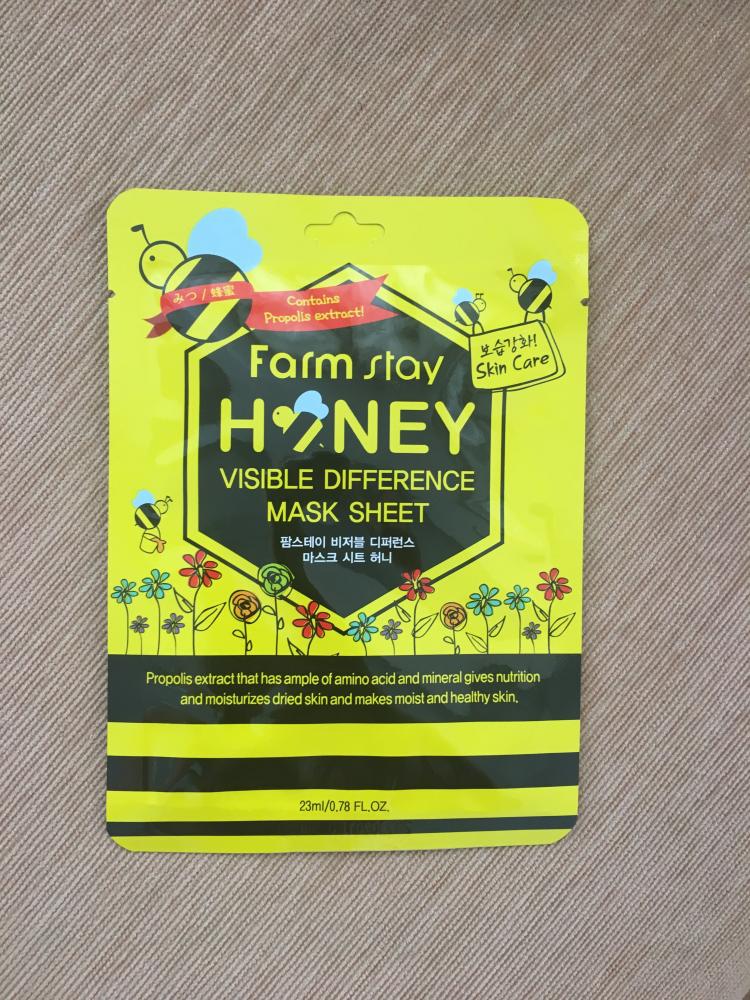 みつ / 蜂蜜
Contains
Propolis extract!
보습강화!
Skin Care
Farm stay
HONEY
VISIBLE DIFFERENCE
MASK SHEET
팜스테이 비저블 디퍼런스
마스크 시트 허니
Propolis extract that has ample of amino acid and mineral gives nutrition
and moisturizes dried skin and makes moist and healthy skin.
23ml/0.78 FL.OZ.